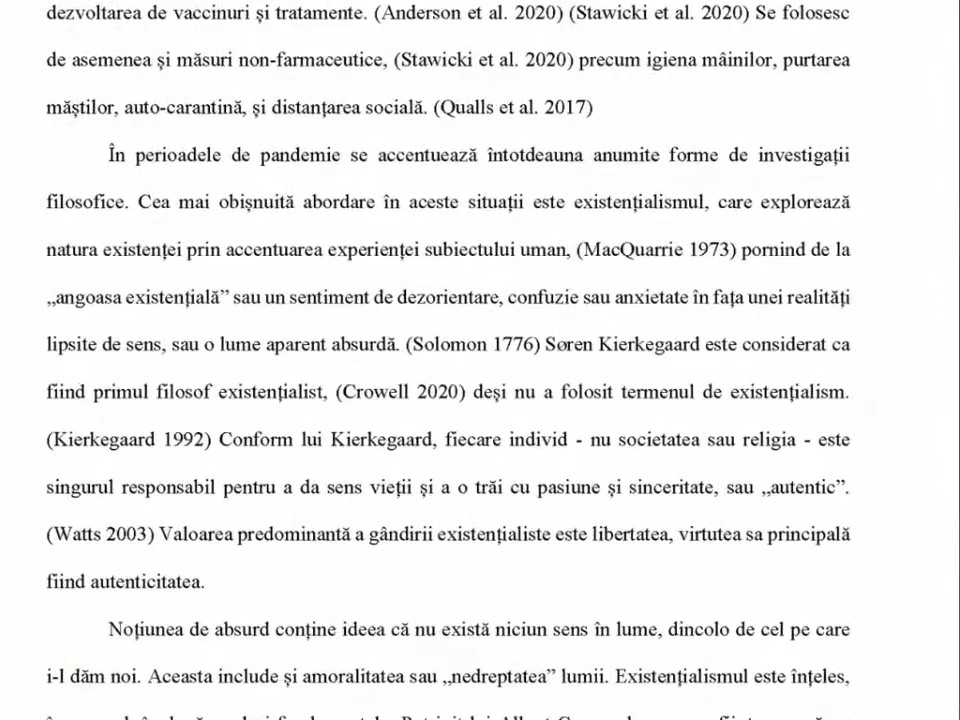 dezvoltarea de vaccinuri și tratamente. (Anderson et al. 2020) (Stawicki et al. 2020) Se folosesc
de asemenea și măsuri non-farmaceutice, (Stawicki et al. 2020) precum igiena mâinilor, purtarea
măștilor, auto-carantină, și distanțarea socială. (Qualls et al. 2017)
În perioadele de pandemie se accentuează întotdeauna anumite forme de investigații
filosofice. Cea mai obișnuită abordare în aceste situații este existențialismul, care explorează
natura existenței prin accentuarea experienței subiectului uman, (MacQuarrie 1973) pornind de la
„angoasa existențială” sau un sentiment de dezorientare, confuzie sau anxietate în fața unei realități
lipsite de sens, sau o lume aparent absurdă. (Solomon 1776) Søren Kierkegaard este considerat ca
fiind primul filosof existențialist, (Crowell 2020) deși nu a folosit termenul de existențialism.
(Kierkegaard 1992) Conform lui Kierkegaard, fiecare individ - nu societatea sau religia - este
singurul responsabil pentru a da sens vieții și a o trăi cu pasiune și sinceritate, sau „autentic”.
(Watts 2003) Valoarea predominantă a gândirii existențialiste este libertatea, virtutea sa principală
fiind autenticitatea.
Noțiunea de absurd conține ideea că nu există niciun sens în lume, dincolo de cel pe care
i-l dăm noi. Aceasta include și amoralitatea sau „nedreptatea” lumii. Existențialismul este înțeles,